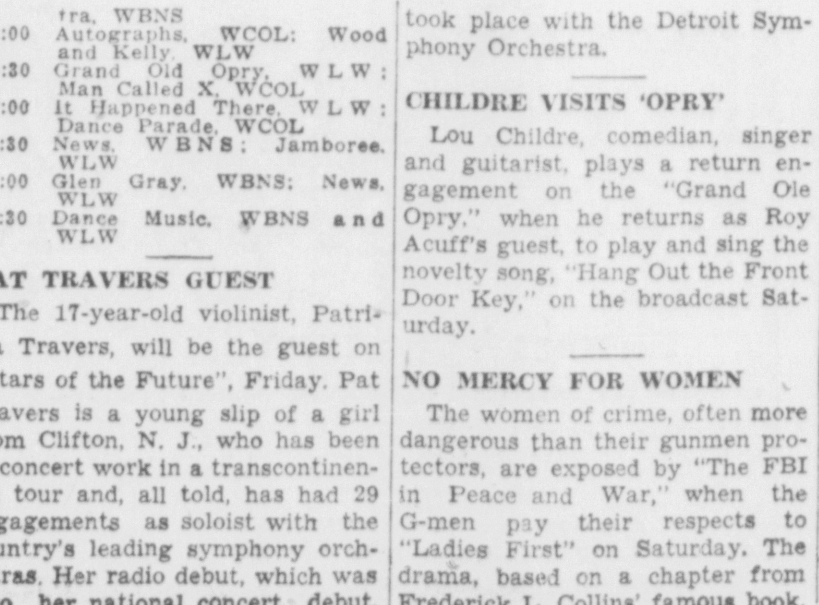 tra, WBNS
:00 Autographs, WCOL: Wood
and Kelly, WLW
:30 Grand Old Opry, WLW:
Man Called X, WCOL
:00 It Happened There, WLW:
Dance Parade, WCOL
:30 News, WBNS: Jamboree,
WLW
:00 Glen Gray, WBNS; News,
WLW
:30 Dance Music, WBNS and
WLW
AT TRAVERS GUEST
The 17-year-old violinist, Patri-
Travers, will be the guest on
tars of the Future", Friday. Pat
avers is a young slip of a girl
om Clifton, N. J., who has been
concert work in a transcontinen-
tour and, all told, has had 29
gagements as soloist with the
untry's leading symphony orch-
ras. Her radio debut, which was
her national concert debut,
took place with the Detroit Sym-
phony Orchestra.
CHILDRE VISITS 'OPRY'
Lou Childre, comedian, singer
and guitarist, plays a return en-
gagement on the "Grand Ole
Opry," when he returns as Roy
Acuff's guest, to play and sing the
novelty song, "Hang Out the Front
Door Key," on the broadcast Sat-
urday.
NO MERCY FOR WOMEN
The women of crime, often more
dangerous than their gunmen pro-
tectors, are exposed by "The FBI
in Peace and War," when the
G-men pay their respects to
"Ladies First" on Saturday. The
drama, based on a chapter from
Frederick L. Collins' famous book,